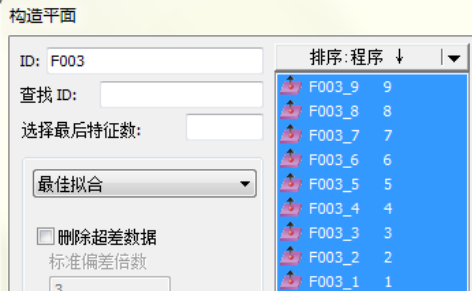 构造平面
ID: F003
查找 ID:
选择最后特征数:
最佳拟合
删除超差数据
标准偏差倍数
3
排序:程序 ↓
F003_9 9
F003_8 8
F003_7 7
F003_6 6
F003_5 5
F003_4 4
F003_3 3
F003_2 2
F003_1 1